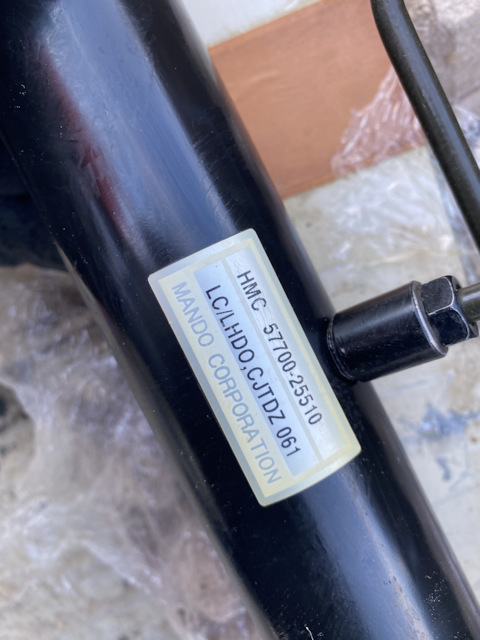 HMC 57700-25510
LC/LHDO,CJTDZ 061
MANDO CORPORATION